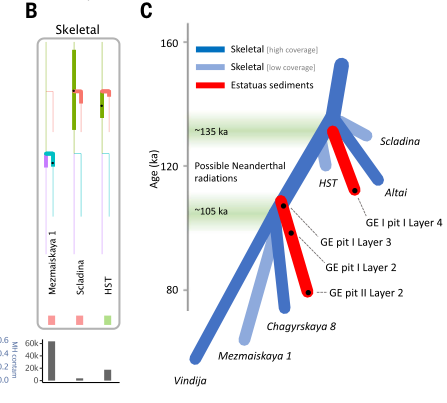 B
Skeletal
Mezmaiskaya 1
Scladina
HST
0.6
0.4
0.2
0.0
MH contam
60k
40k
20k
0
C
160
120
80
Age (ka)
Skeletal [high coverage]
Skeletal [low coverage]
Estatuas sediments
~135 ka
Possible Neanderthal
radiations
~105 ka
Scladina
HST
Altai
GE I pit I Layer 4
GE pit I Layer 3
GE pit I Layer 2
GE pit II Layer 2
Chagyrskaya 8
Mezmaiskaya 1
Vindija